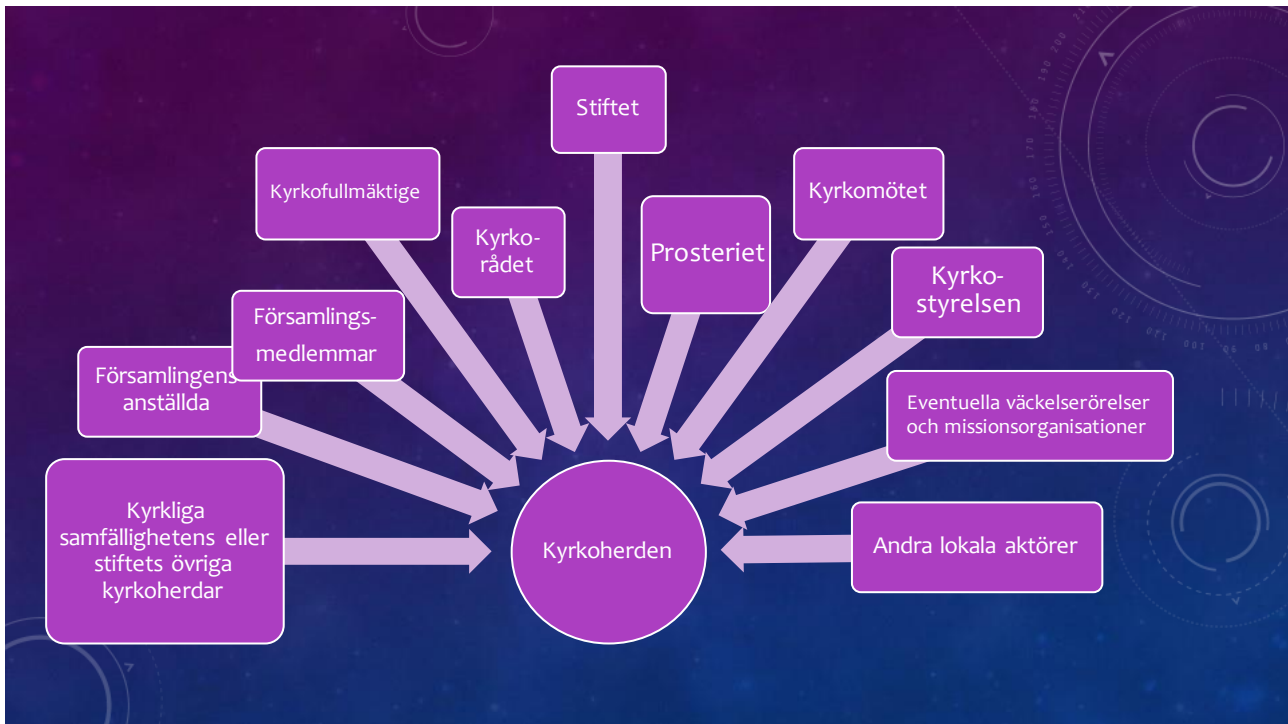 Stiftet
Kyrkofullmäktige
Kyrkomötet
Kyrko-
rådet
Prosteriet
Kyrko-
styrelsen
Församlings-
medlemmar
Församlingens
anställda
Eventuella väckelserörelser
och missionsorganisationer
Kyrkliga
samfällighetens eller
stiftets övriga
kyrkoherdar
Kyrkoherden
Andra lokala aktörer